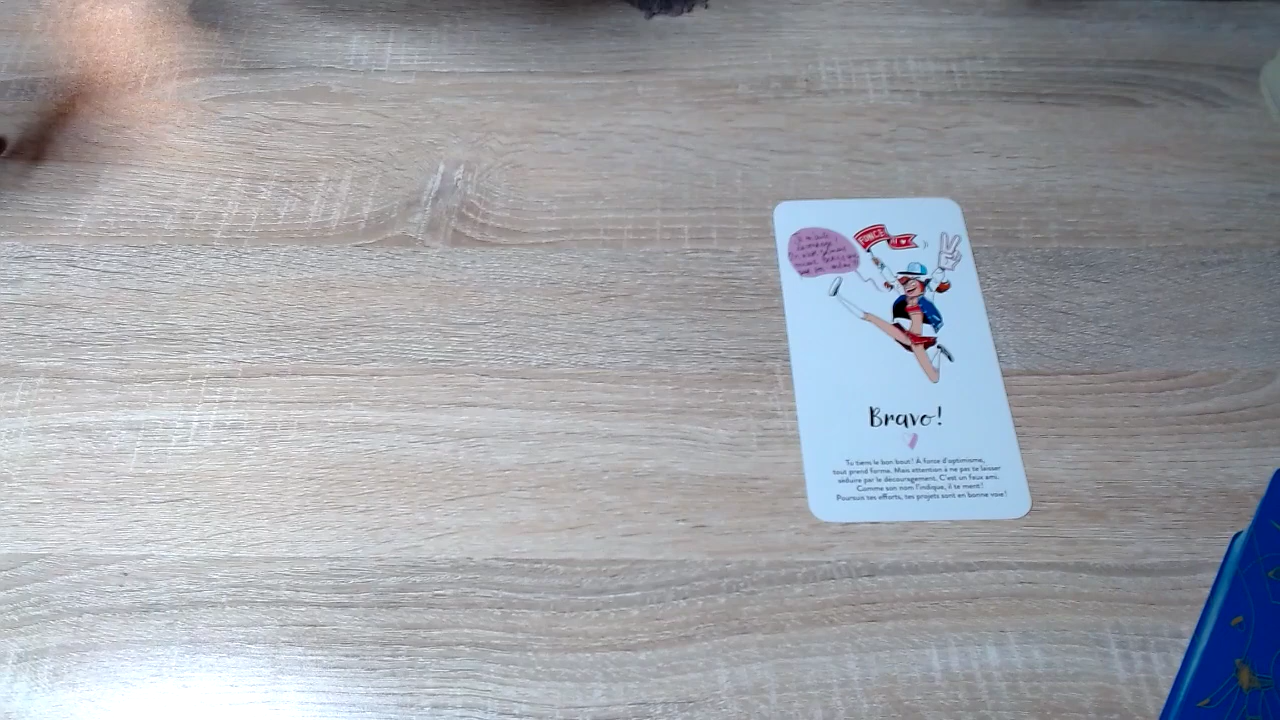 FONCE
Bravo!
Tu tiens le bon bout! À force d'optimisme,
tout prend forme. Mais attention à ne pas te laisser
séduire par le découragement. C'est un faux ami.
Comme son nom l'indique, il te ment!
Poursuis tes efforts, tes projets sont en bonne voie!